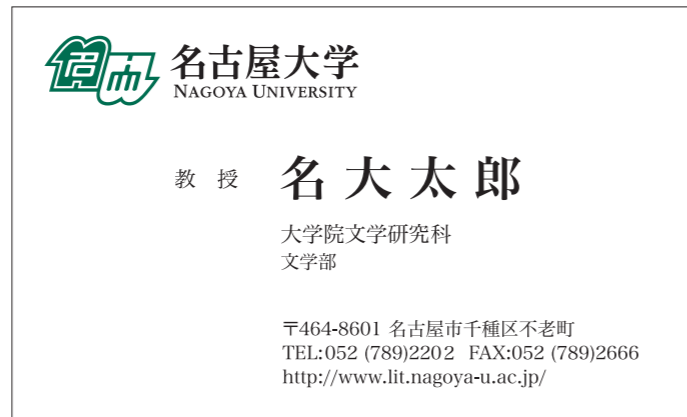 名古屋大学
NAGOYA UNIVERSITY
教 授 名 大 太 郎
大学院文学研究科
文学部
〒464-8601 名古屋市千種区不老町
TEL:052 (789)2202 FAX:052 (789)2666
http://www.lit.nagoya-u.ac.jp/